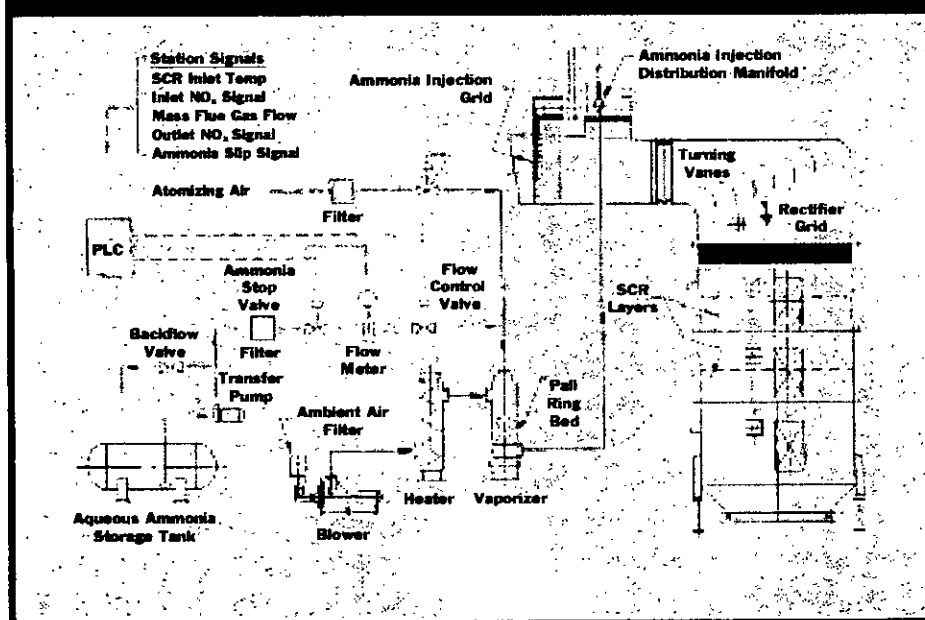 Station Signals
SCR Inlet Temp
Inlet NOx Signal
Mass Flue Gas Flow
Outlet NOx Signal
Ammonia Slip Signal
Ammonia Injection
Grid
Ammonia Injection
Distribution Manifold
Atomizing Air
Filter
Turning
Vanes
Rectifier
Grid
PLC
Ammonia
Stop
Valve
Flow
Control
Valve
SCR
Layers
Backflow
Valve
Filter
Flow
Meter
Transfer
Pump
Ambient Air
Filter
Pall
Ring
Bed
Heater
Vaporizer
Aqueous Ammonia
Storage Tank
Blower